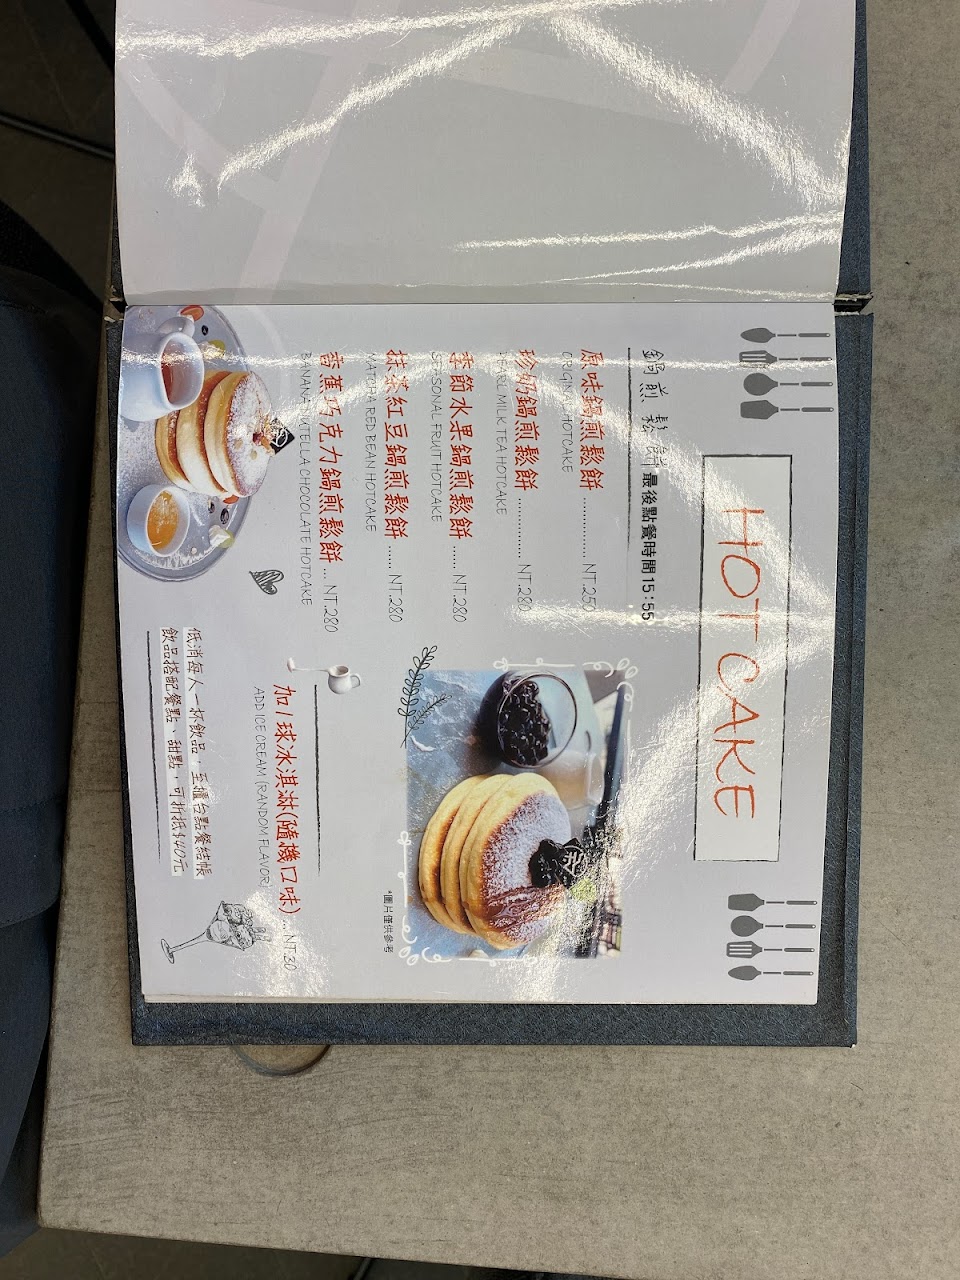 HOT CAKE
鍋煎 鬆餅 最後點餐時間15:55
原味鍋煎鬆餅 ............ NT.250
ORIGINAL HOTCAKE
珍奶鍋煎鬆餅 ............ NT.280
PEARL MILK TEA HOTCAKE
季節水果鍋煎鬆餅 ...... NT.280
SEASONAL FRUIT HOTCAKE
抹茶紅豆鍋煎鬆餅 ...... NT.280
MATCHA RED BEAN HOTCAKE
香蕉巧克力鍋煎鬆餅 ... NT.280
BANANA NUTELLA CHOCOLATE HOTCAKE
*圖片僅供參考
加1球冰淇淋(隨機口味) ... NT.30
ADD ICE CREAM (RANDOM FLAVOR)
低消每人一杯飲品，至櫃台點餐結帳
飲品搭配餐點、甜點，可折抵$40元